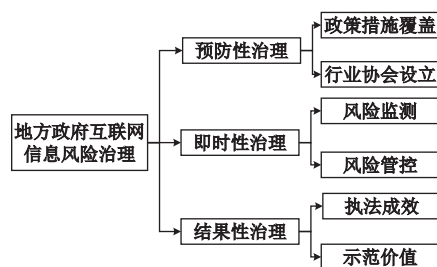 地方政府互联网
信息风险治理
预防性治理
政策措施覆盖
行业协会设立
即时性治理
风险监测
风险管控
结果性治理
执法成效
示范价值